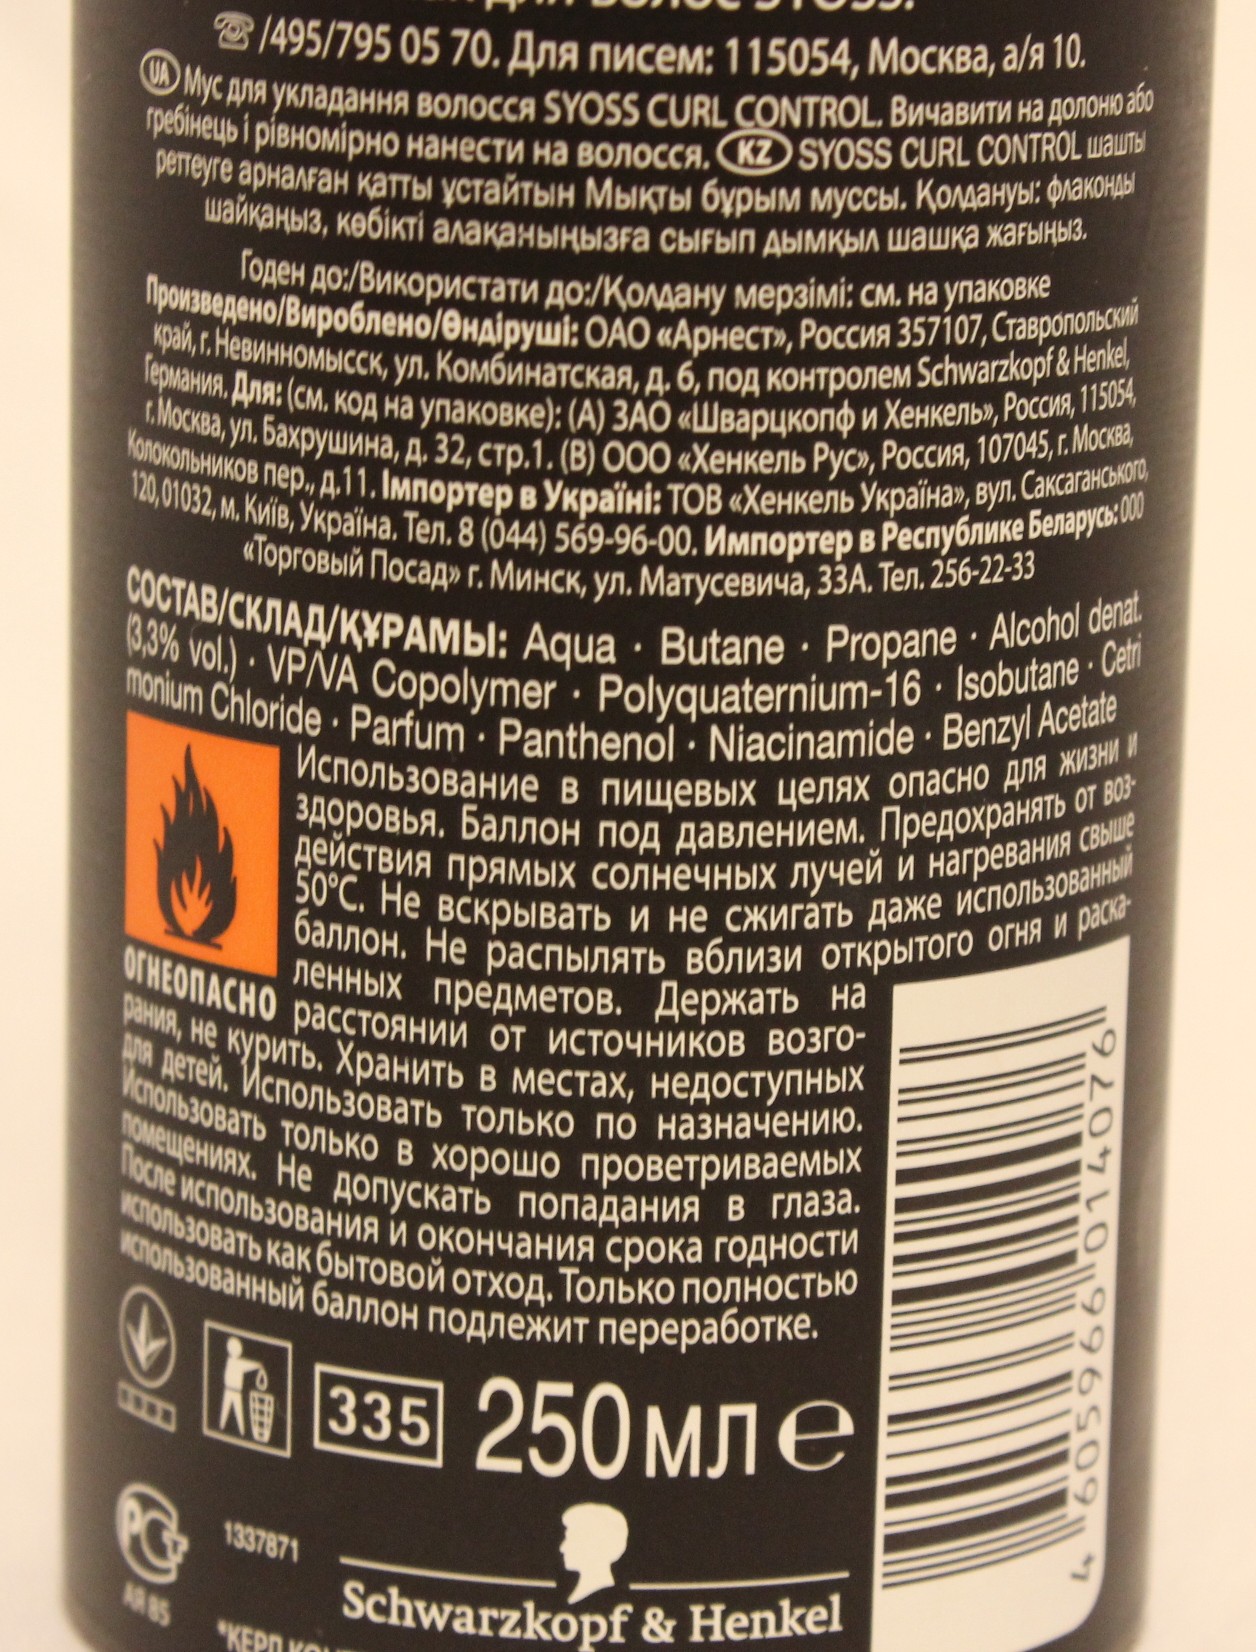 для волос SYOSS.
/495/795 05 70. Для писем: 115054, Москва, а/я 10.
UA Мус для укладання волосся SYOSS CURL CONTROL. Вичавити на долоню або
гребінець і рівномірно нанести на волосся. KZ SYOSS CURL CONTROL шашты
реттеуге арналған қатты ұстайтын Мықты бұрым муссы. Қолдануы: флаконды
шайқаңыз, көбікті алақаныңызға сығып дымқыл шашқа жағыңыз.
Годен до:/Використати до:/Қолдану мерзімі: см. на упаковке
Произведено/Вироблено/Өндіруші: ОАО «Арнест», Россия 357107, Ставропольский
край, г. Невинномысск, ул. Комбинатская, д. 6, под контролем Schwarzkopf & Henkel,
Германия. Для: (см. код на упаковке): (А) ЗАО «Шварцкопф и Хенкель», Россия, 115054,
г. Москва, ул. Бахрушина, д. 32, стр.1. (В) ООО «Хенкель Рус», Россия, 107045, г. Москва,
Колокольников пер., д.11. Імпортер в Україні: ТОВ «Хенкель Україна», вул. Саксаганського,
120, 01032, м. Київ, Україна. Тел. 8 (044) 569-96-00. Импортер в Республике Беларусь: ООО
«Торговый Посад» г. Минск, ул. Матусевича, 33А. Тел. 256-22-33
СОСТАВ/СКЛАД/ҚҰРАМЫ: Aqua · Butane · Propane · Alcohol denat.
(3,3% vol.) · VP/VA Copolymer · Polyquaternium-16 · Isobutane · Cetri
monium Chloride · Parfum · Panthenol · Niacinamide · Benzyl Acetate
Использование в пищевых целях опасно для жизни и
здоровья. Баллон под давлением. Предохранять от воз-
действия прямых солнечных лучей и нагревания свыше
50°С. Не вскрывать и не сжигать даже использованный
баллон. Не распылять вблизи открытого огня и раска-
ленных предметов. Держать на
ОГНЕОПАСНО расстоянии от источников возго-
рания, не курить. Хранить в местах, недоступных
для детей. Использовать только по назначению.
Использовать только в хорошо проветриваемых
помещениях. Не допускать попадания в глаза.
После использования и окончания срока годности
использовать как бытовой отход. Только полностью
использованный баллон подлежит переработке.
335 250 мл e
4 605966 014076
РСТ
АЯ 85
1337871
Schwarzkopf & Henkel